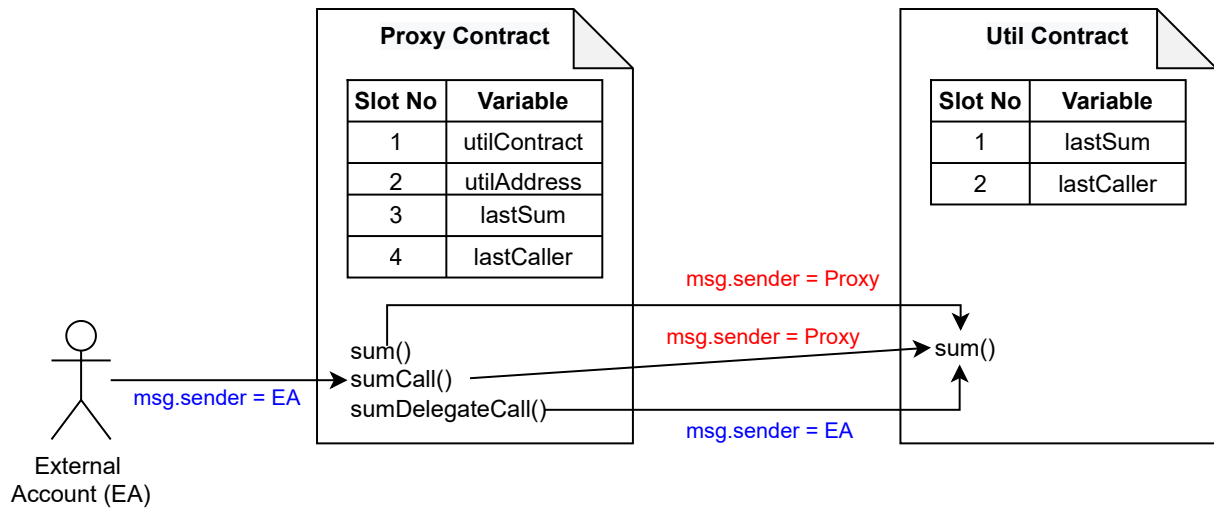 Proxy Contract
Slot No Variable
1 utilContract
2 utilAddress
3 lastSum
4 lastCaller
Util Contract
Slot No Variable
1 lastSum
2 lastCaller
msg.sender = Proxy
msg.sender = Proxy
sum()
sumCall()
sumDelegateCall()
sum()
msg.sender = EA
msg.sender = EA
External
Account (EA)